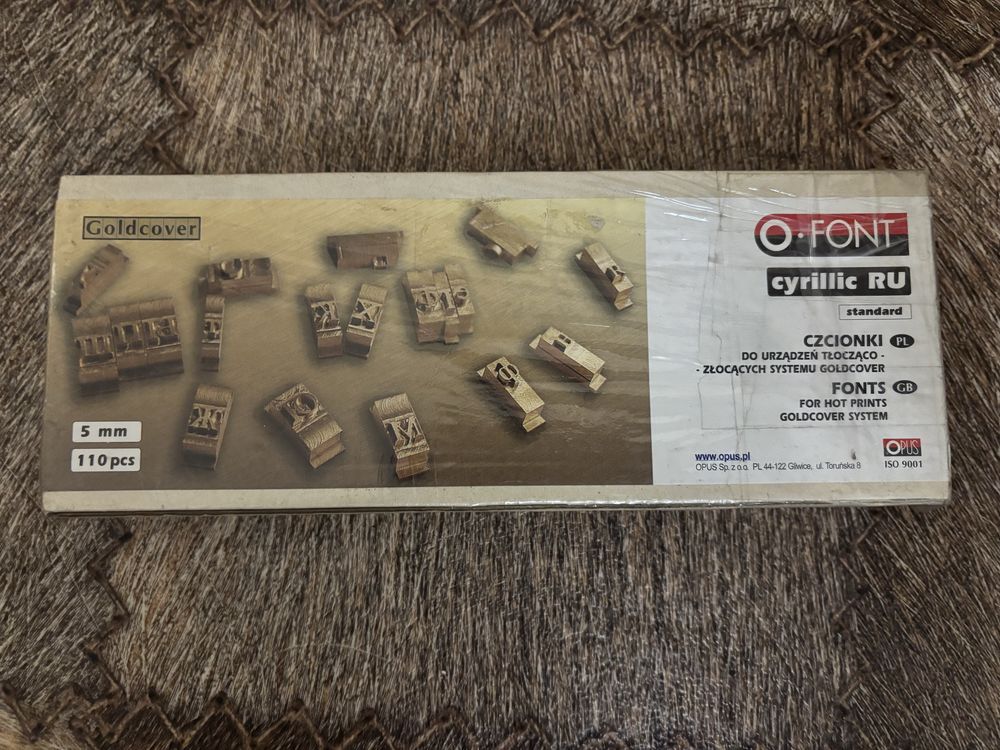 Goldcover
5 mm
110 pcs
O·FONT
cyrillic RU
standard
CZCIONKI PL
DO URZĄDZEŃ TŁOCZĄCO -
- ZŁOCĄCYCH SYSTEMU GOLDCOVER
FONTS GB
FOR HOT PRINTS
GOLDCOVER SYSTEM
www.opus.pl
OPUS Sp. z o.o. PL 44-122 Gliwice, ul. Toruńska 8
OPUS
ISO 9001
Ж
Ю
М
Ф